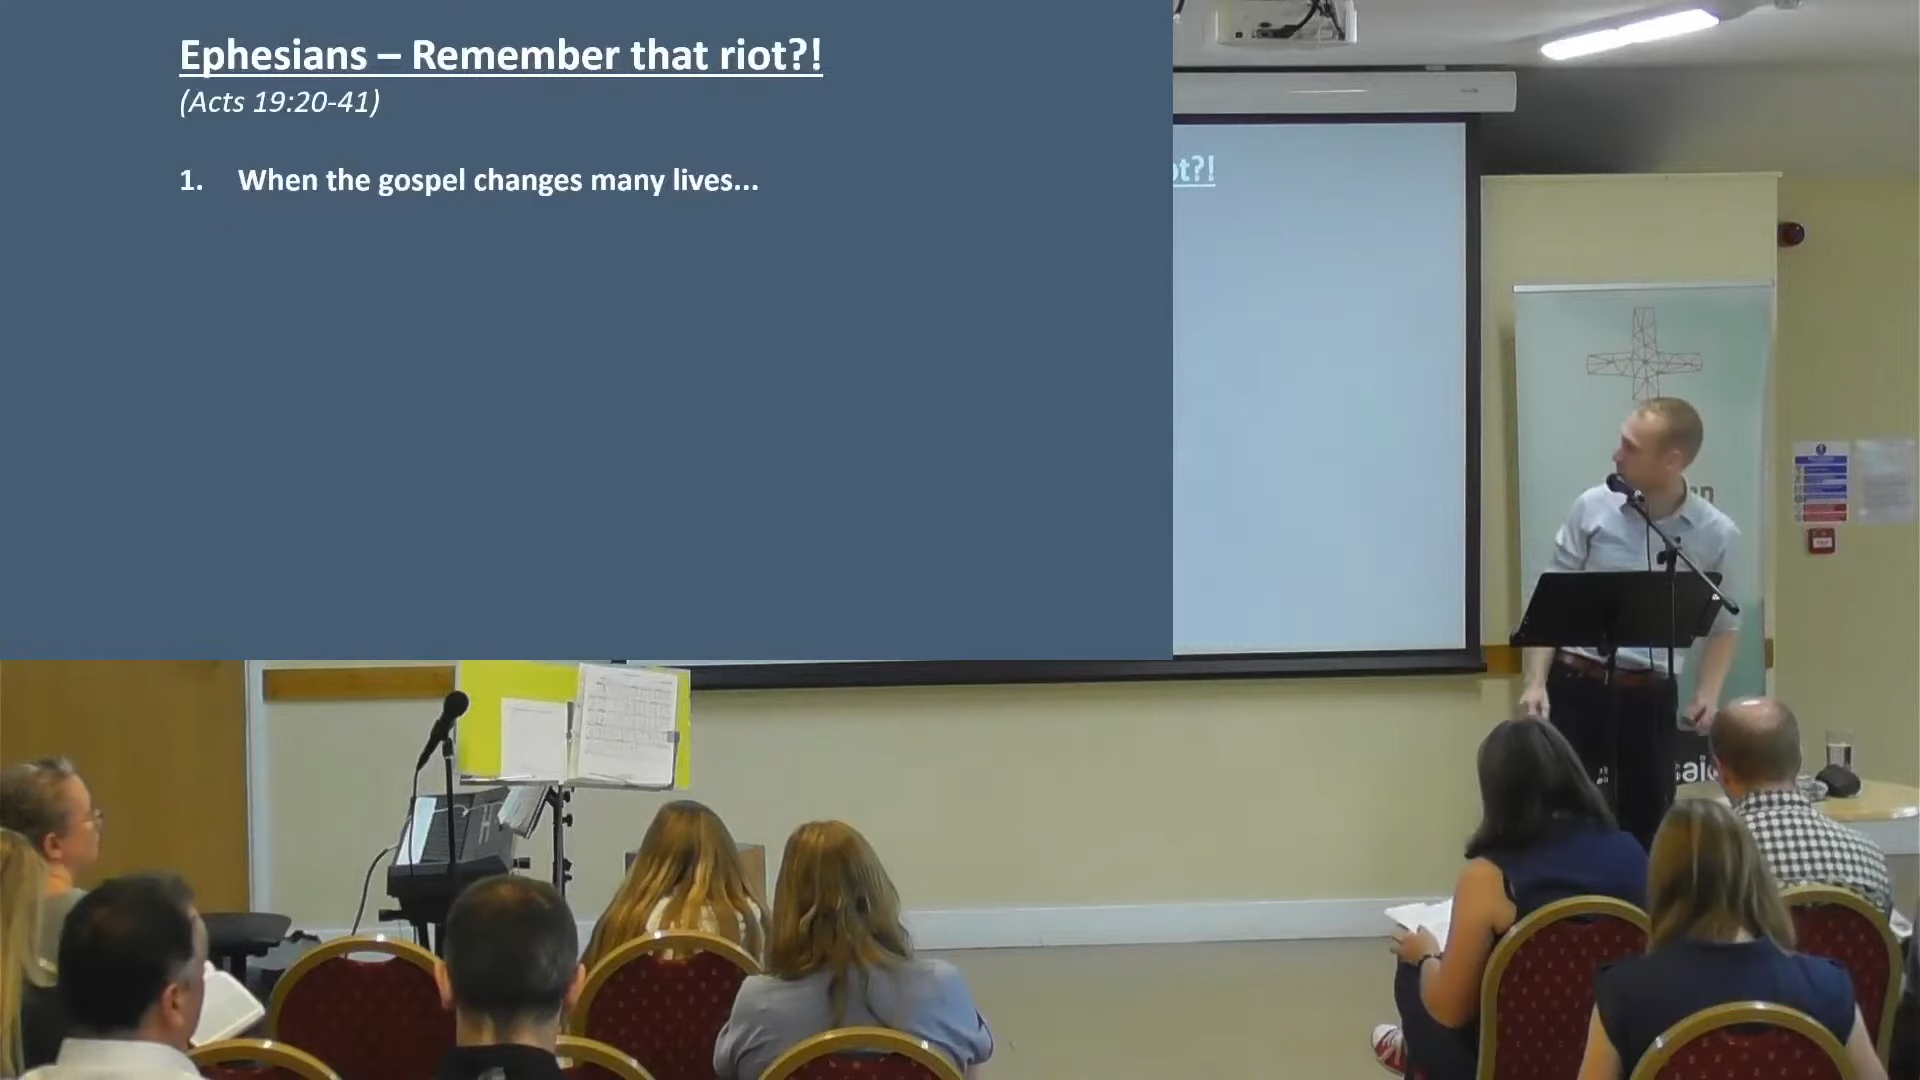 Ephesians – Remember that riot?!
(Acts 19:20-41)
1. When the gospel changes many lives...
ot?!